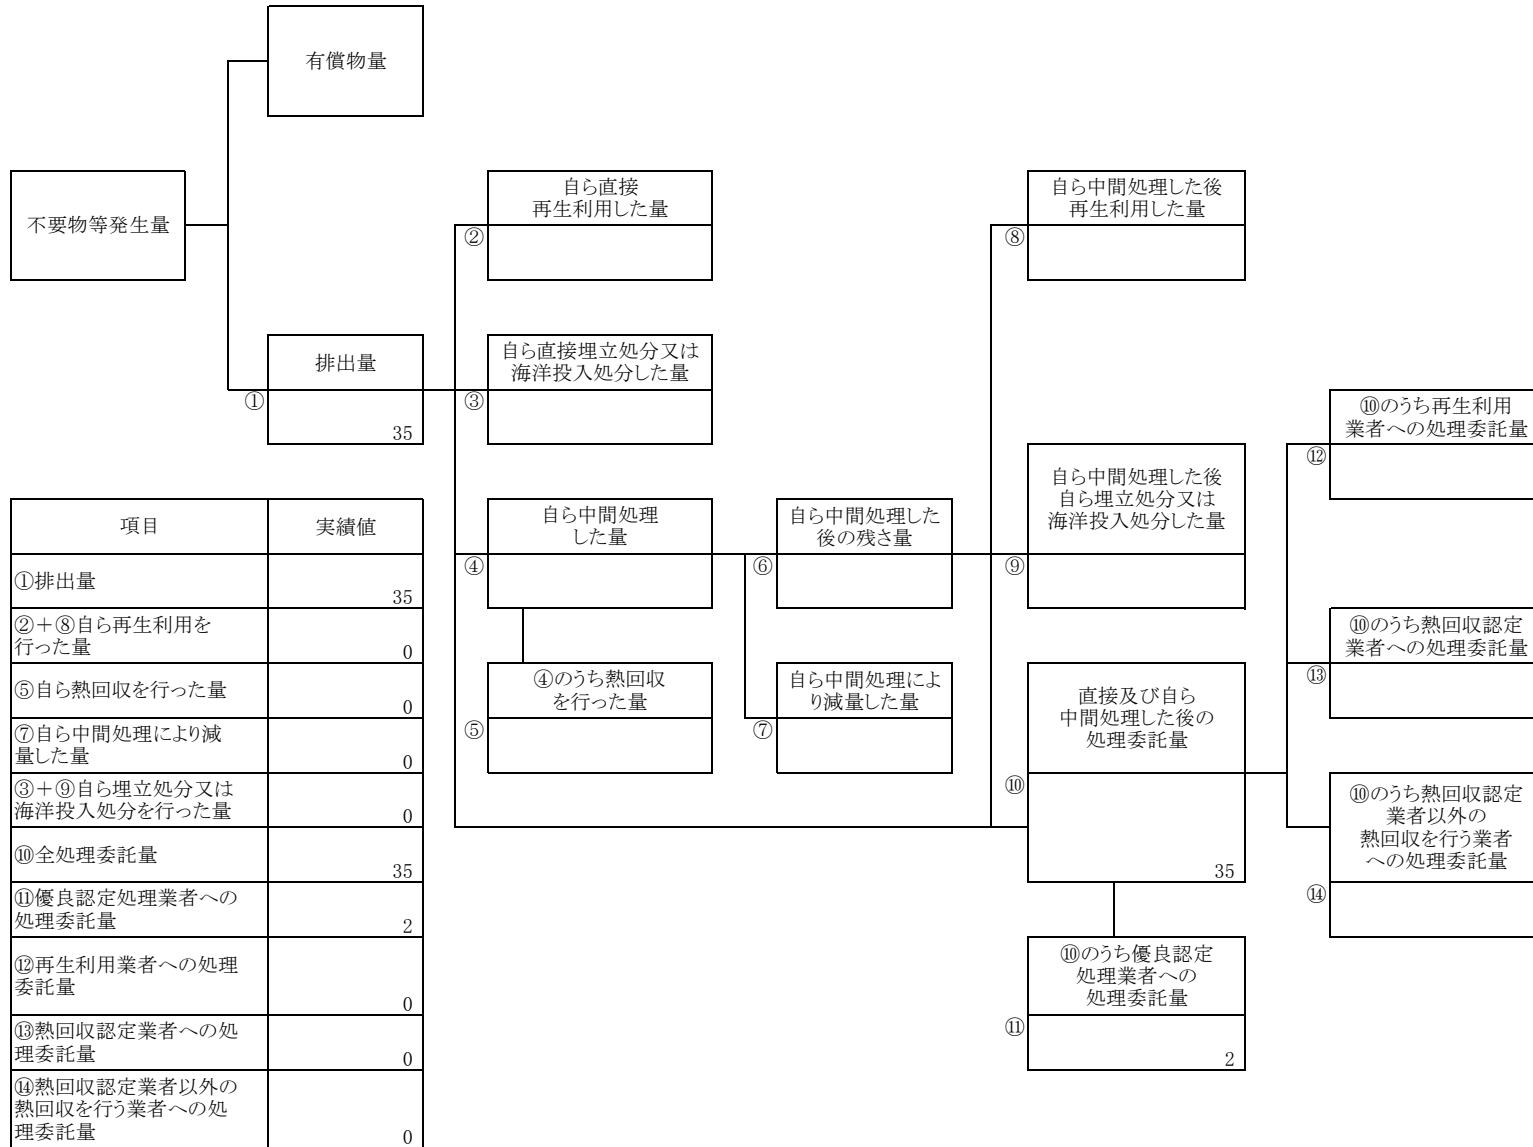 有償物量
不要物等発生量
自ら直接
再生利用した量
②
自ら中間処理した後
再生利用した量
⑧
排出量
①
35
自ら直接埋立処分又は
海洋投入処分した量
③
⑩のうち再生利用
業者への処理委託量
⑫
自ら中間処理
した量
④
自ら中間処理した
後の残さ量
⑥
自ら中間処理した後
自ら埋立処分又は
海洋投入処分した量
⑨
⑩のうち熱回収認定
業者への処理委託量
⑬
④のうち熱回収
を行った量
⑤
自ら中間処理によ
り減量した量
⑦
直接及び自ら
中間処理した後の
処理委託量
⑩
35
⑩のうち熱回収認定
業者以外の
熱回収を行う業者
への処理委託量
⑭
⑩のうち優良認定
処理業者への
処理委託量
⑪
2
項目
実績値
①排出量
35
②+⑧自ら再生利用を
行った量
0
⑤自ら熱回収を行った量
0
⑦自ら中間処理により減
量した量
0
③+⑨自ら埋立処分又は
海洋投入処分を行った量
0
⑩全処理委託量
35
⑪優良認定処理業者への
処理委託量
2
⑫再生利用業者への処理
委託量
0
⑬熱回収認定業者への処
理委託量
0
⑭熱回収認定業者以外の
熱回収を行う業者への処
理委託量
0